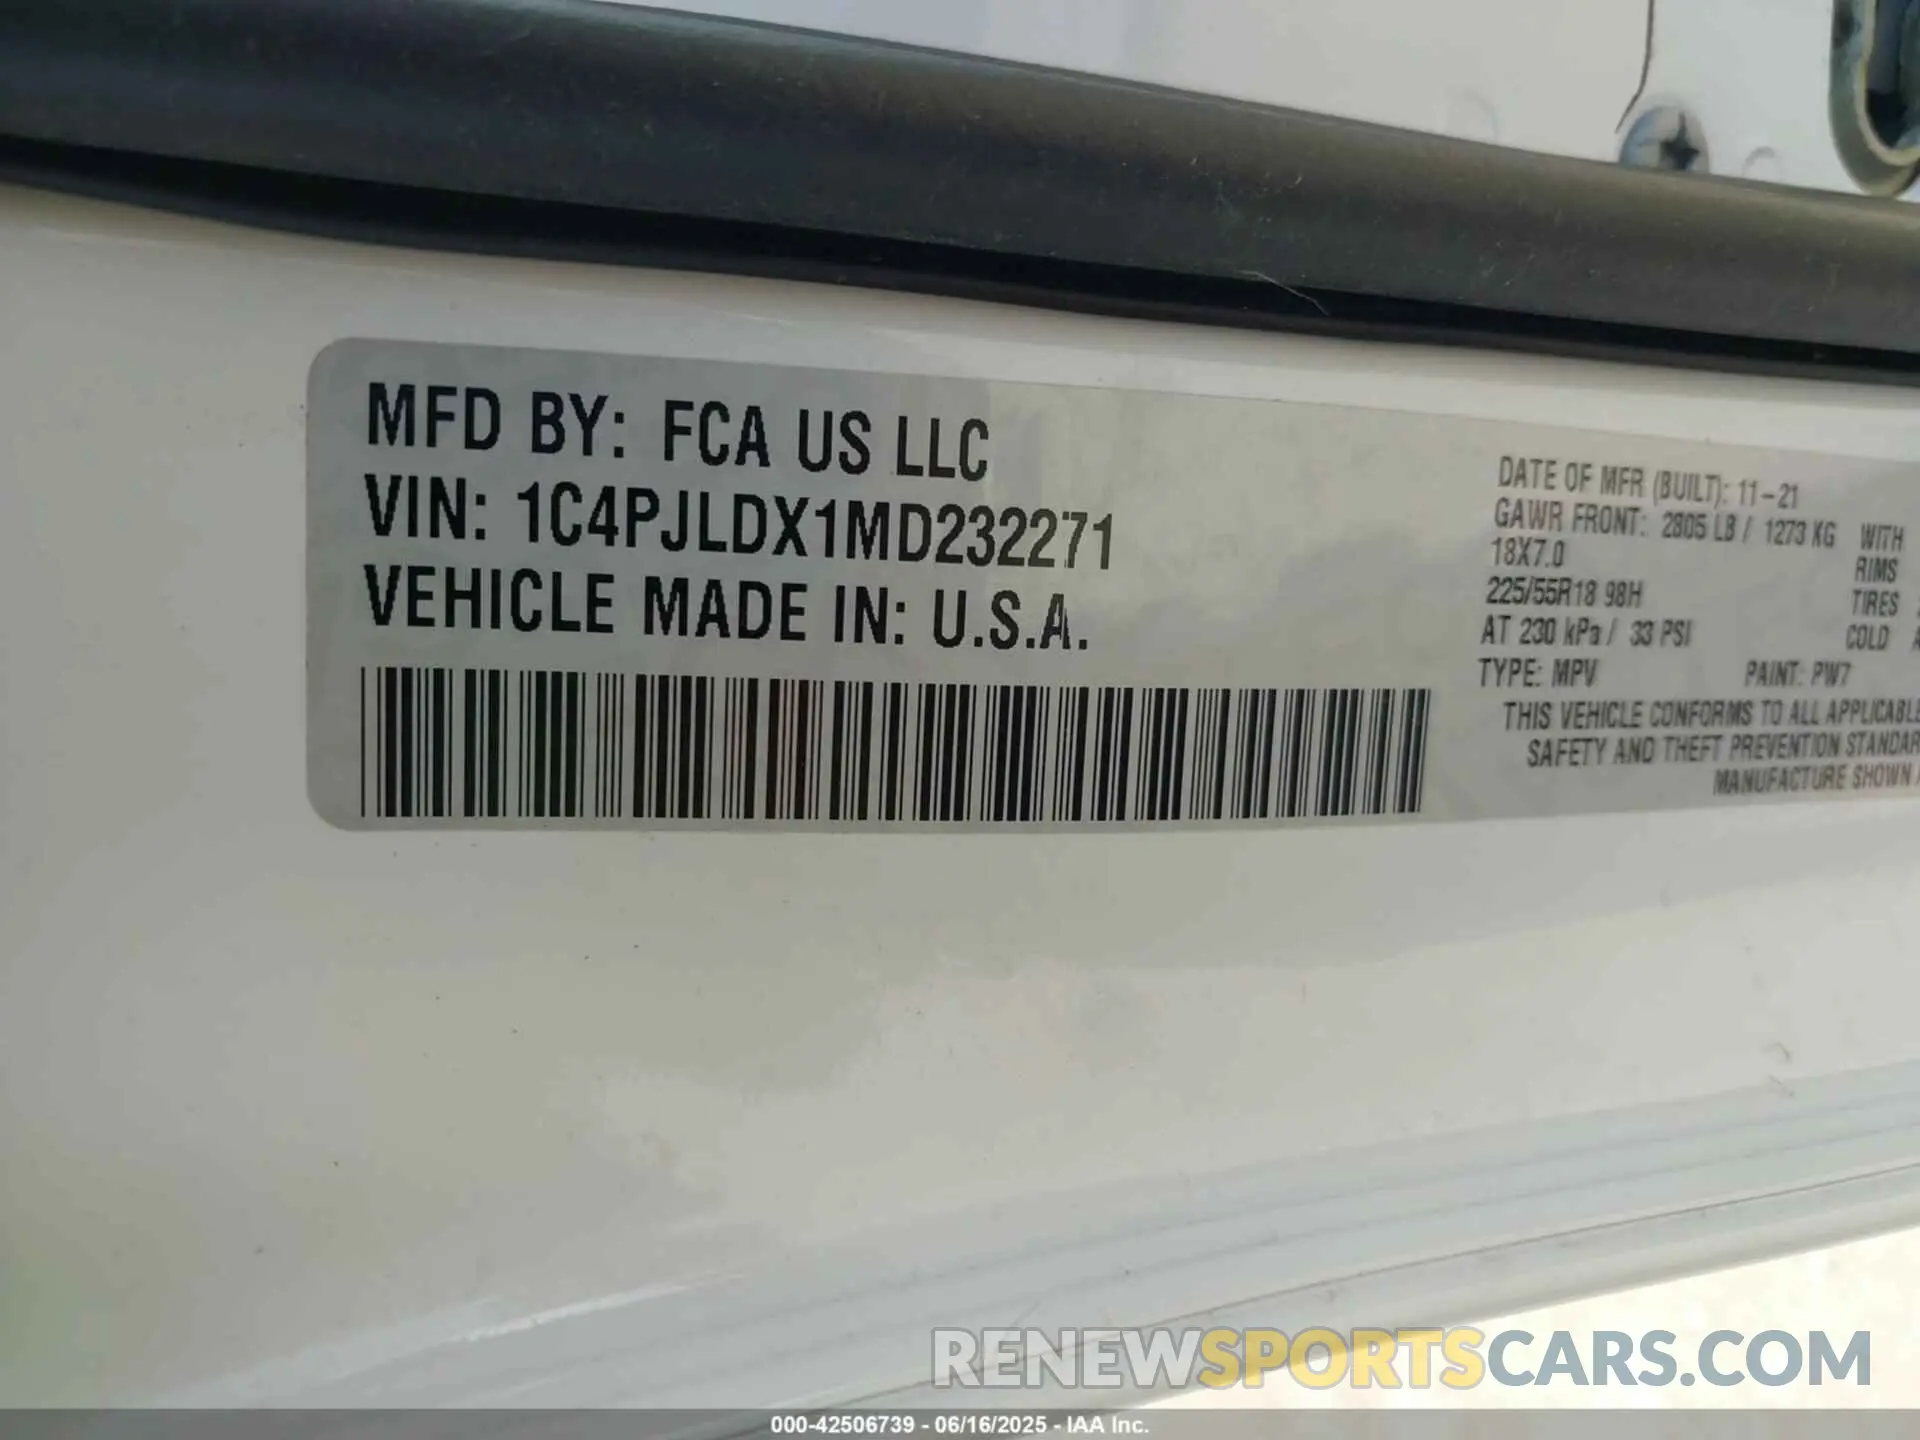 MFD BY: FCA US LLC
VIN: 1C4PJLDX1MD232271
VEHICLE MADE IN: U.S.A.
DATE OF MFR (BUILT): 11-21
GAWR FRONT: 2805 LB / 1273 KG WITH
18X7.0 RIMS
225/55R18 98H TIRES
AT 230 kPa / 33 PSI COLD
TYPE: MPV PAINT: PW7
THIS VEHICLE CONFORMS TO ALL APPLICABLE
SAFETY AND THEFT PREVENTION STANDAR
MANUFACTURE SHOWN
RENEWSPORTSCARS.COM
000-42506739 - 06/16/2025 - IAA Inc.